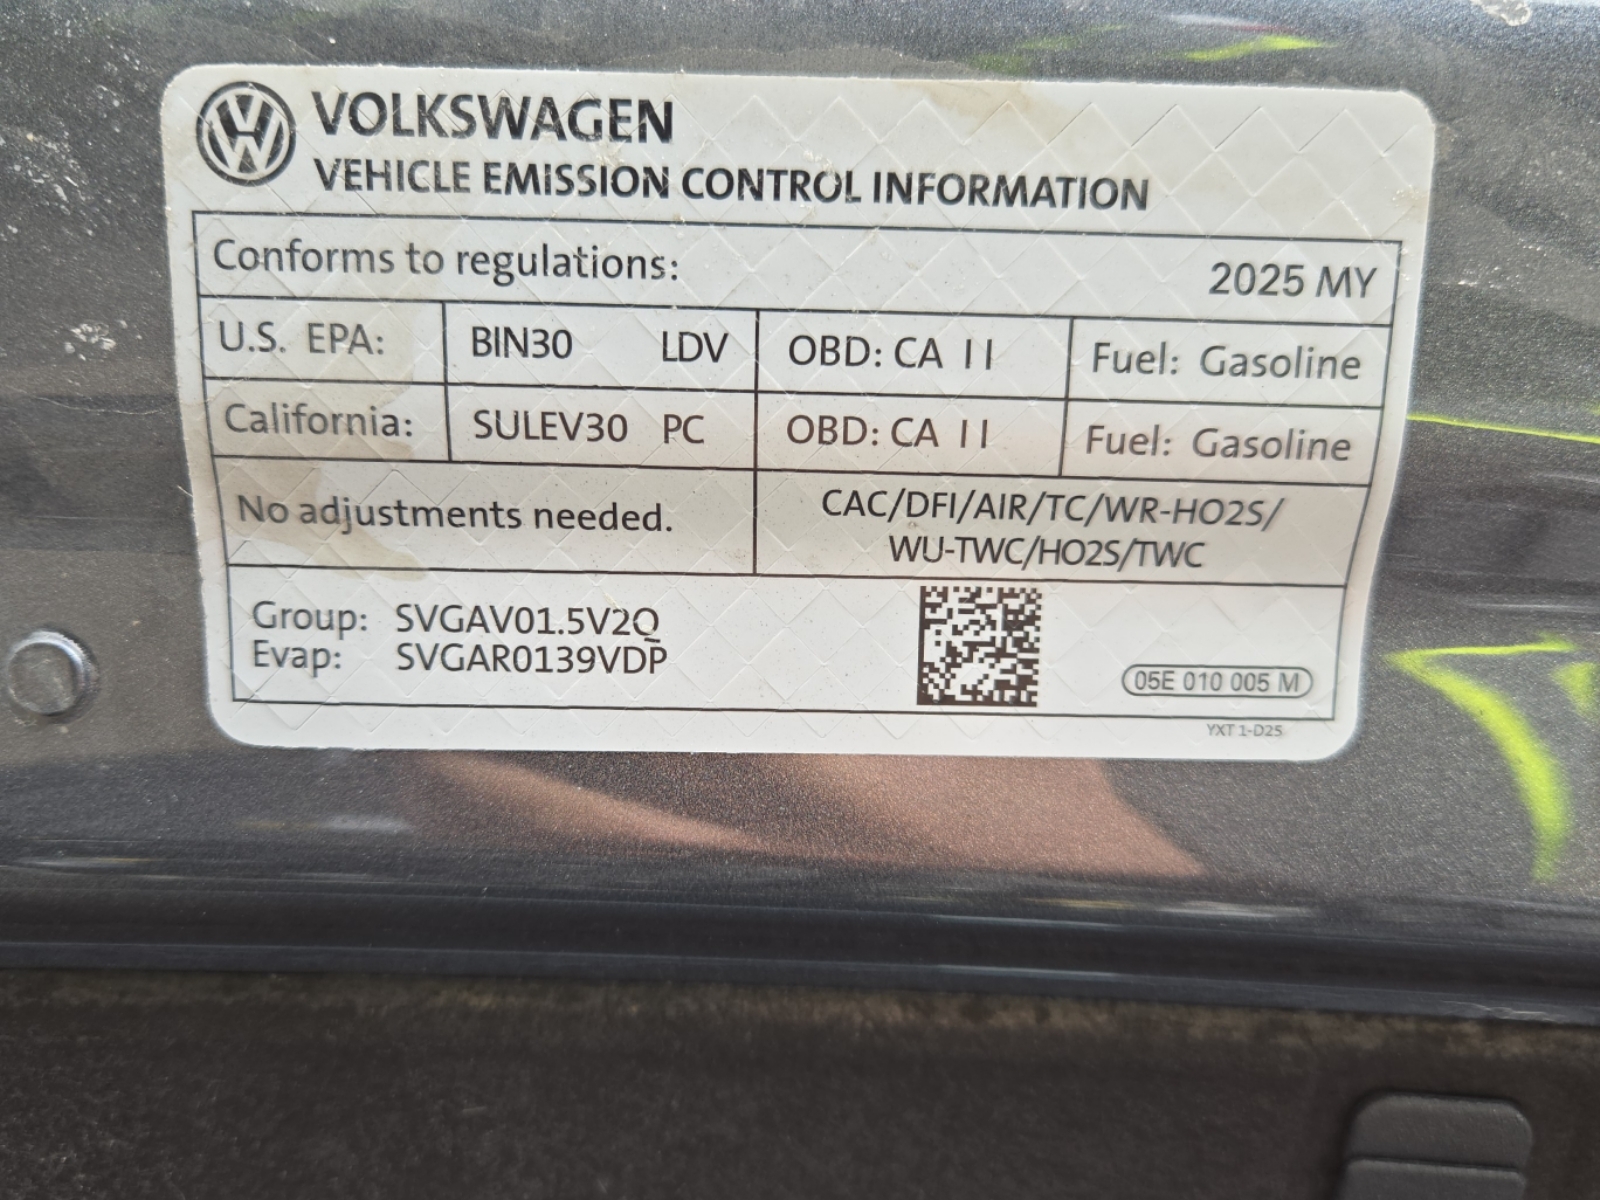 VOLKSWAGEN
VEHICLE EMISSION CONTROL INFORMATION
Conforms to regulations: 2025 MY
U.S. EPA: BIN30 LDV OBD: CA II Fuel: Gasoline
California: SULEV30 PC OBD: CA II Fuel: Gasoline
No adjustments needed.
CAC/DFI/AIR/TC/WR-HO2S/
WU-TWC/HO2S/TWC
Group: SVGAV01.5V2Q
Evap: SVGAR0139VDP
05E 010 005 M
YXT 1-D25